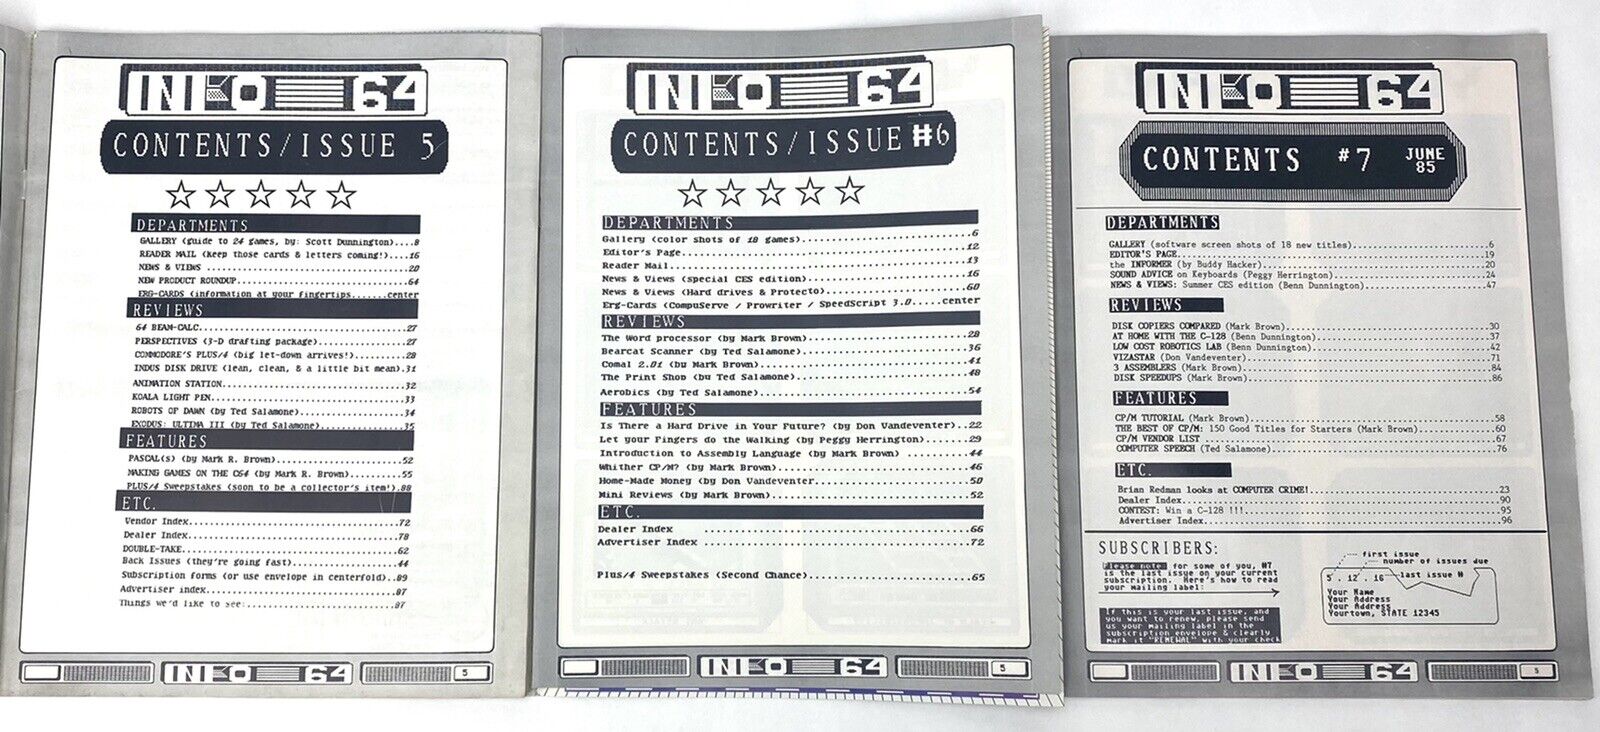 INFO 64
CONTENTS/ISSUE 5
DEPARTMENTS
GALLERY (guide to 24 games, by: Scott Dunnington)....8
READER MAIL (Keep those cards & letters coming!)....16
NEWS & VIEWS ....20
NEW PRODUCT ROUNDUP....64
ERG-CARDS (information at your fingertips....center
REVIEWS
64 BEAM-CALC....27
PERSPECTIVES (3-D drafting package)....27
COMMODORE'S PLUS/4 (big let-down arrives!)....28
INDUS DISK DRIVE (lean, clean, & a little bit mean).31
ANIMATION STATION....32
KOALA LIGHT PEN....33
ROBOTS OF DAWN (by Ted Salamone)....34
EXODUS: ULTIMA III (by Ted Salamone)....35
FEATURES
PASCAL(s) (by Mark R. Brown)....52
MAKING GAMES ON THE C64 (by Mark R. Brown)....55
PLUS/4 Sweepstakes (soon to be a collector's item!).88
ETC.
Vendor Index....72
Dealer Index....78
DOUBLE-TAKE....62
Back Issues (they're going fast)....44
Subscription forms (or use envelope in centerfold)..89
Advertiser index....87
Things we'd like to see:....87
INFO 64
5
INFO 64
CONTENTS/ISSUE #6
DEPARTMENTS
Gallery (color shots of 18 games)....6
Editor's Page....12
Reader Mail....13
News & Views (special CES edition)....16
News & Views (Hard drives & Protecto)....60
Erg-Cards (CompuServe / Prowriter / SpeedScript 3.0.....center
REVIEWS
The Word processor (by Mark Brown)....28
Bearcat Scanner (by Ted Salamone)....36
Comal 2.01 (by Mark Brown)....41
The Print Shop (by Ted Salamone)....48
Aerobics (by Ted Salamone)....54
FEATURES
Is There a Hard Drive in Your Future? (by Don Vandeventer)..22
Let your Fingers do the Walking (by Peggy Herrington)....29
Introduction to Assembly Language (by Mark Brown) ....44
Whither CP/M? (by Mark Brown)....46
Home-Made Money (by Don Vandeventer....50
Mini Reviews (by Mark Brown)....52
ETC.
Dealer Index ....66
Advertiser Index ....72
Plus/4 Sweepstakes (Second Chance)....65
INFO 64
5
INFO 64
CONTENTS #7 JUNE 85
DEPARTMENTS
GALLERY (software screen shots of 18 new titles)....6
EDITOR'S PAGE....19
the INFORMER (by Buddy Hacker)....20
SOUND ADVICE on Keyboards (Peggy Herrington)....24
NEWS & VIEWS: Summer CES edition (Benn Dunnington)....47
REVIEWS
DISK COPIERS COMPARED (Mark Brown)....30
AT HOME WITH THE C-128 (Benn Dunnington)....37
LOW COST ROBOTICS LAB (Benn Dunnington)....42
VIZASTAR (Don Vandeventer)....71
3 ASSEMBLERS (Mark Brown)....84
DISK SPEEDUPS (Mark Brown)....86
FEATURES
CP/M TUTORIAL (Mark Brown)....58
THE BEST OF CP/M: 150 Good Titles for Starters (Mark Brown)....60
CP/M VENDOR LIST ....67
COMPUTER SPEECH (Ted Salamone)....76
ETC.
Brian Redman looks at COMPUTER CRIME!....23
Dealer Index....90
CONTEST: Win a C-128 !!!....95
Advertiser Index....96
SUBSCRIBERS:
Please note for some of you, #7
is the last issue on your current
subscription. Here's how to read
your mailing label:
If this is your last issue, and
you want to renew, please send
us your mailing label in the
subscription envelope & clearly
mark it "RENEWAL" with your check
first issue
number of issues due
5 . 12 . 16 last issue #
Your Name
Your Address
Your Address
Yourtown, STATE 12345
INFO 64
5